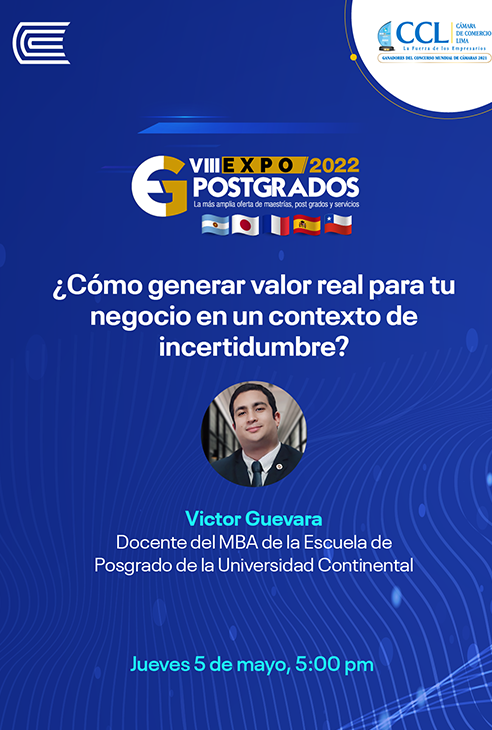 CCL CÁMARA
DE COMERCIO
LIMA
La Fuerza de los Empresarios
GANADORES DEL CONCURSO MUNDIAL DE CÁMARAS 2021
VIII EXPO / 2022
POSTGRADOS
La más amplia oferta de maestrías, post grados y servicios
¿Cómo generar valor real para tu
negocio en un contexto de
incertidumbre?
Victor Guevara
Docente del MBA de la Escuela de
Posgrado de la Universidad Continental
Jueves 5 de mayo, 5:00 pm